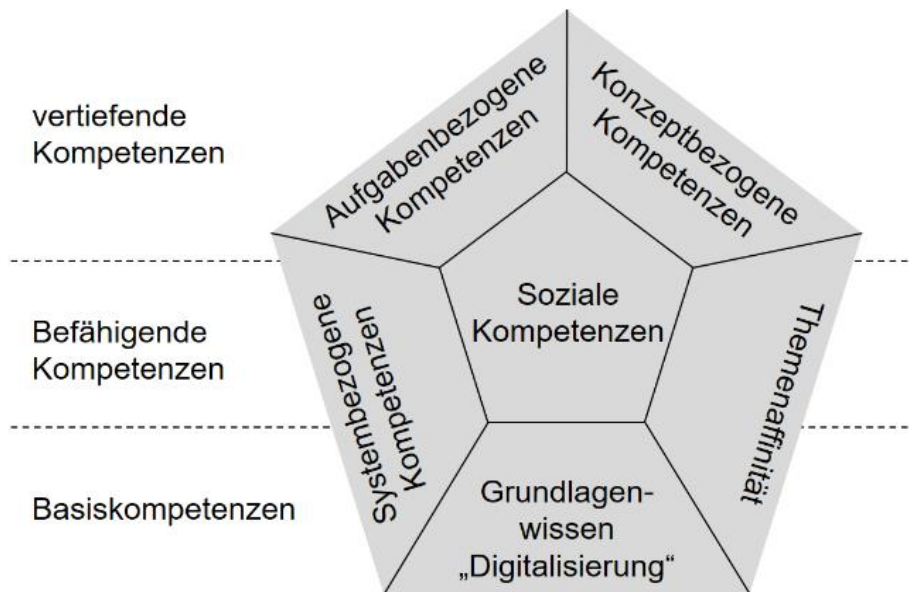 vertiefende
Kompetenzen
Aufgabenbezogene
Kompetenzen
Konzeptbezogene
Kompetenzen
Befähigende
Kompetenzen
Systembezogene
Kompetenzen
Soziale
Kompetenzen
Themenaffinität
Basiskompetenzen
Grundlagen-
wissen
„Digitalisierung“